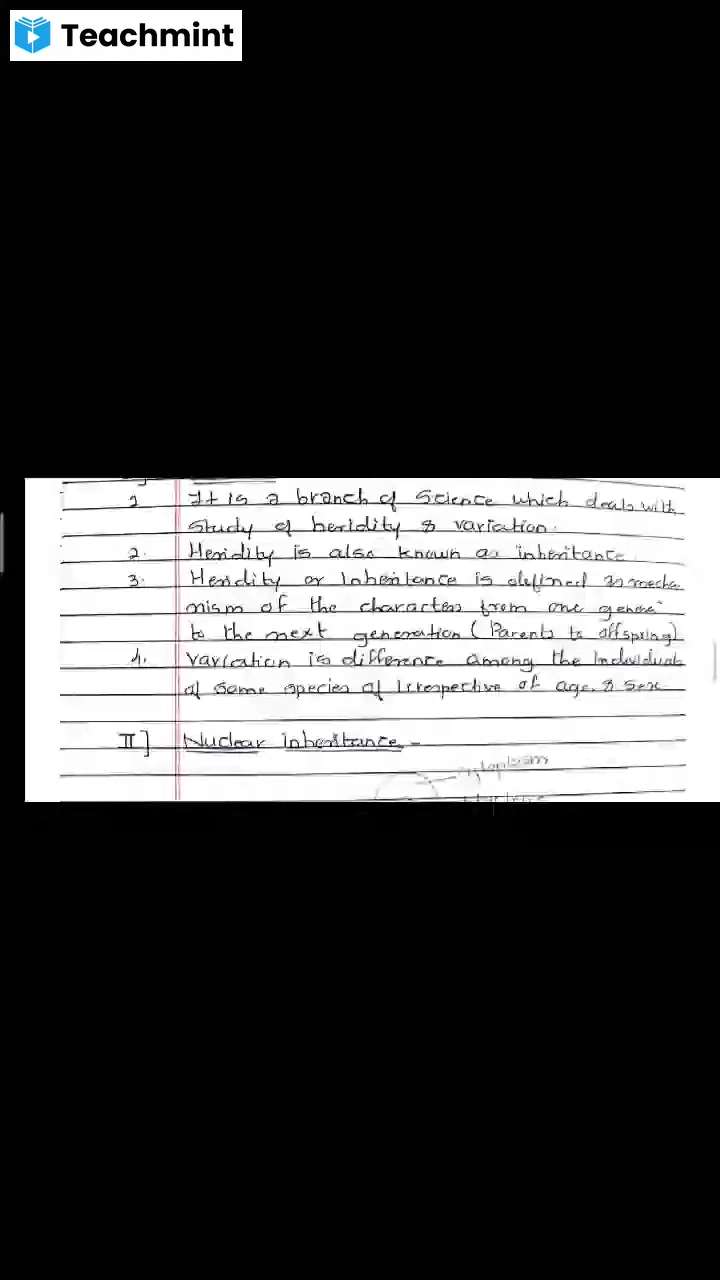 Teachmint
1 It is a branch of Science which deals with
study of heridity & variation.
2. Heridity is also known as inheritance.
3. Heridity or Inheritance is defined as mecha
nism of the characters from one gene
to the next generation (Parents to offspring)
4. Variation is difference among the individuals
of same species of Irrespective of age & sex
II] Nuclear inheritance -
cytoplasm